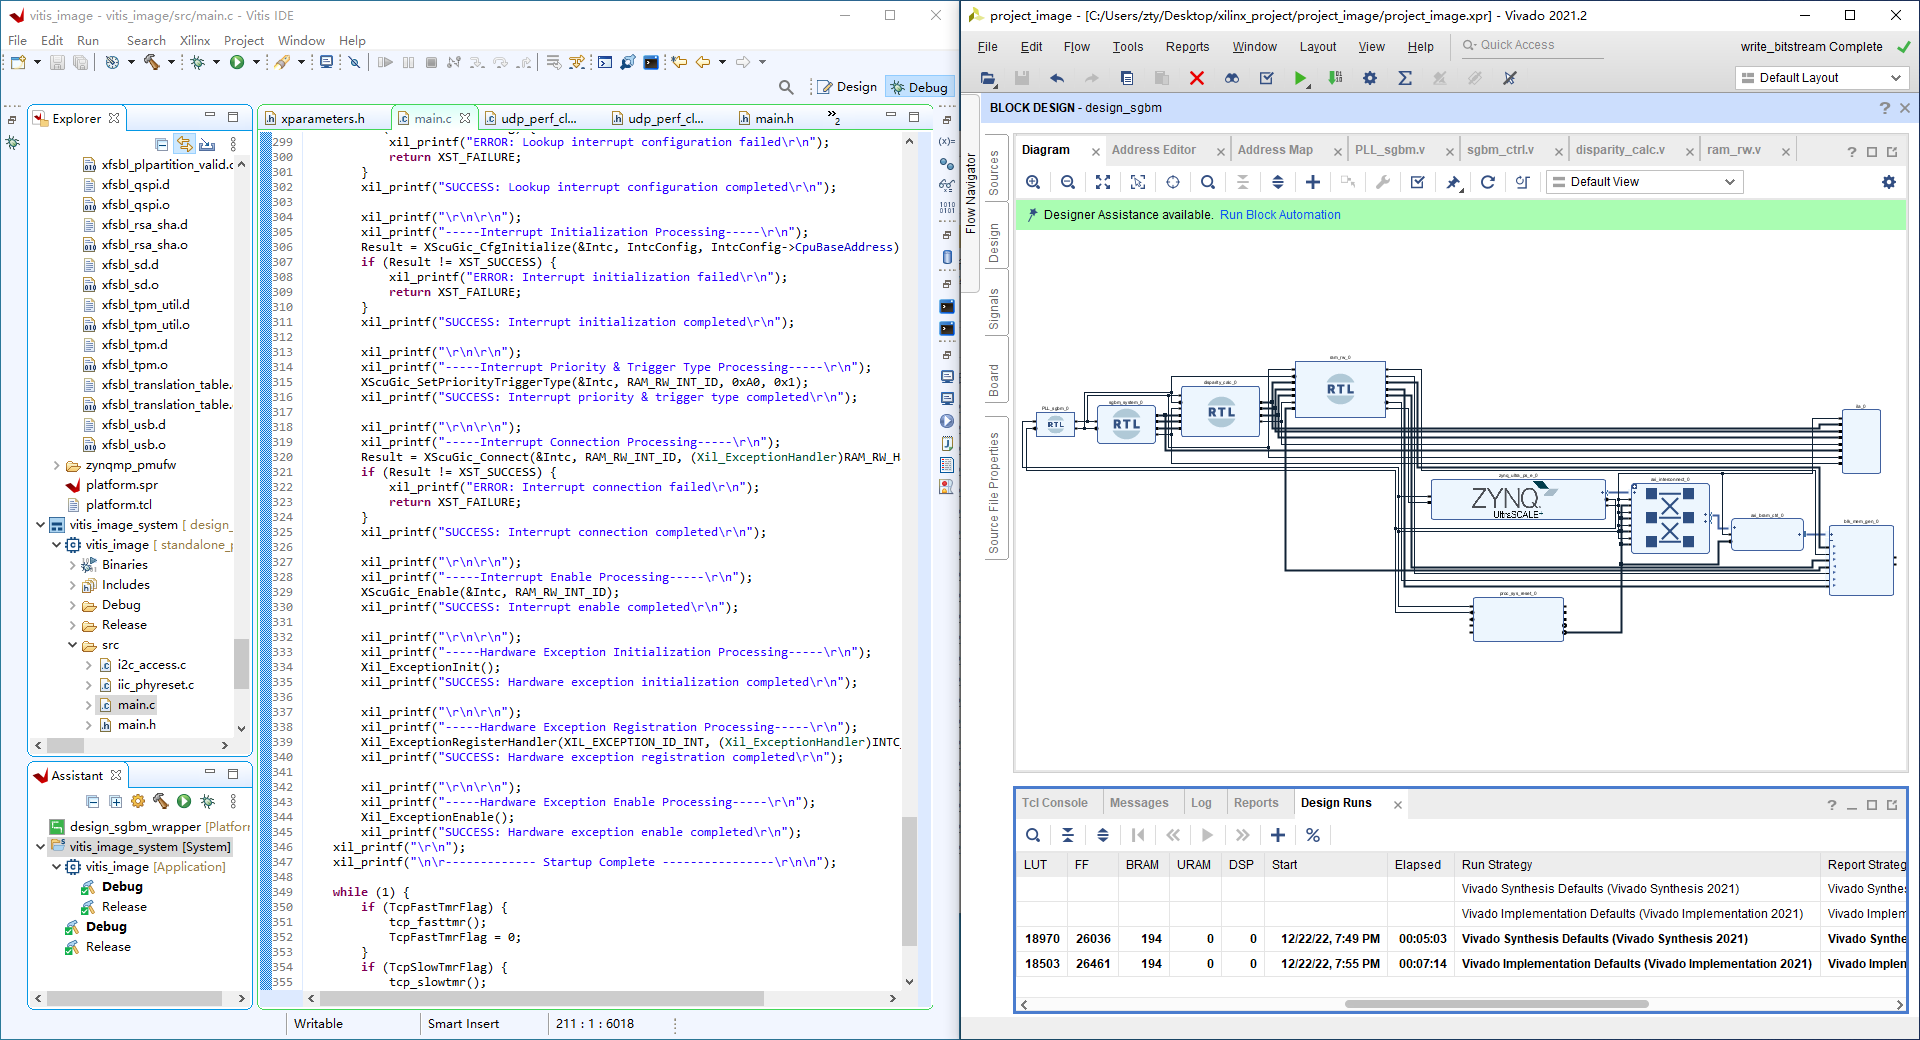 vitis_image - vitis_image/src/main.c - Vitis IDE
File Edit Run Search Xilinx Project Window Help
Design Debug
Explorer
xfsbl_plpartition_valid.c
xfsbl_qspi.d
xfsbl_qspi.o
xfsbl_rsa_sha.d
xfsbl_rsa_sha.o
xfsbl_sd.d
xfsbl_sd.o
xfsbl_tpm_util.d
xfsbl_tpm_util.o
xfsbl_tpm.d
xfsbl_tpm.o
xfsbl_translation_table.
xfsbl_translation_table.
xfsbl_usb.d
xfsbl_usb.o
zynqmp_pmufw
platform.spr
platform.tcl
vitis_image_system [ design_
vitis_image [ standalone_p
Binaries
Includes
Debug
Release
src
i2c_access.c
iic_phyreset.c
main.c
main.h
Assistant
design_sgbm_wrapper [Platfor
vitis_image_system [System]
vitis_image [Application]
Debug
Release
Debug
Release
xparameters.h main.c udp_perf_cl... udp_perf_cl... main.h »2
299 xil_printf("ERROR: Lookup interrupt configuration failed\r\n");
300 return XST_FAILURE;
301 }
302 xil_printf("SUCCESS: Lookup interrupt configuration completed\r\n");
303
304 xil_printf("\r\n\r\n");
305 xil_printf("-----Interrupt Initialization Processing-----\r\n");
306 Result = XScuGic_CfgInitialize(&Intc, IntcConfig, IntcConfig->CpuBaseAddress)
307 if (Result != XST_SUCCESS) {
308 xil_printf("ERROR: Interrupt initialization failed\r\n");
309 return XST_FAILURE;
310 }
311 xil_printf("SUCCESS: Interrupt initialization completed\r\n");
312
313 xil_printf("\r\n\r\n");
314 xil_printf("-----Interrupt Priority & Trigger Type Processing-----\r\n");
315 XScuGic_SetPriorityTriggerType(&Intc, RAM_RW_INT_ID, 0xA0, 0x1);
316 xil_printf("SUCCESS: Interrupt priority & trigger type completed\r\n");
317
318 xil_printf("\r\n\r\n");
319 xil_printf("-----Interrupt Connection Processing-----\r\n");
320 Result = XScuGic_Connect(&Intc, RAM_RW_INT_ID, (Xil_ExceptionHandler)RAM_RW_H
321 if (Result != XST_SUCCESS) {
322 xil_printf("ERROR: Interrupt connection failed\r\n");
323 return XST_FAILURE;
324 }
325 xil_printf("SUCCESS: Interrupt connection completed\r\n");
326
327 xil_printf("\r\n\r\n");
328 xil_printf("-----Interrupt Enable Processing-----\r\n");
329 XScuGic_Enable(&Intc, RAM_RW_INT_ID);
330 xil_printf("SUCCESS: Interrupt enable completed\r\n");
331
332 xil_printf("\r\n\r\n");
333 xil_printf("-----Hardware Exception Initialization Processing-----\r\n");
334 Xil_ExceptionInit();
335 xil_printf("SUCCESS: Hardware exception initialization completed\r\n");
336
337 xil_printf("\r\n\r\n");
338 xil_printf("-----Hardware Exception Registration Processing-----\r\n");
339 Xil_ExceptionRegisterHandler(XIL_EXCEPTION_ID_INT, (Xil_ExceptionHandler)INTC_
340 xil_printf("SUCCESS: Hardware exception registration completed\r\n");
341
342 xil_printf("\r\n\r\n");
343 xil_printf("-----Hardware Exception Enable Processing-----\r\n");
344 Xil_ExceptionEnable();
345 xil_printf("SUCCESS: Hardware exception enable completed\r\n");
346 xil_printf("\r\n");
347 xil_printf("\n\r------------- Startup Complete ----------------\r\n\n");
348
349 while (1) {
350 if (TcpFastTmrFlag) {
351 tcp_fasttmr();
352 TcpFastTmrFlag = 0;
353 }
354 if (TcpSlowTmrFlag) {
355 tcp_slowtmr();
Writable Smart Insert 211 : 1 : 6018
project_image - [C:/Users/zty/Desktop/xilinx_project/project_image/project_image.xpr] - Vivado 2021.2
File Edit Flow Tools Reports Window Layout View Help Quick Access write_bitstream Complete
Default Layout
BLOCK DESIGN - design_sgbm
Flow Navigator
Sources
Design
Signals
Board
Source File Properties
Diagram Address Editor Address Map PLL_sgbm.v sgbm_ctrl.v disparity_calc.v ram_rw.v
Default View
Designer Assistance available. Run Block Automation
ram_rw_0
RTL
disparity_calc_0
RTL
sgbm_system_0
RTL
PLL_sgbm_0
RTL
ila_0
zynq_ultra_ps_e_0
ZYNQ
UltraSCALE+
axi_interconnect_0
axi_bram_ctrl_0
blk_mem_gen_0
proc_sys_reset_0
Tcl Console Messages Log Reports Design Runs
LUT FF BRAM URAM DSP Start Elapsed Run Strategy Report Strateg
Vivado Synthesis Defaults (Vivado Synthesis 2021) Vivado Synthe
Vivado Implementation Defaults (Vivado Implementation 2021) Vivado Implem
18970 26036 194 0 0 12/22/22, 7:49 PM 00:05:03 Vivado Synthesis Defaults (Vivado Synthesis 2021) Vivado Synthe
18503 26461 194 0 0 12/22/22, 7:55 PM 00:07:14 Vivado Implementation Defaults (Vivado Implementation 2021) Vivado Implen